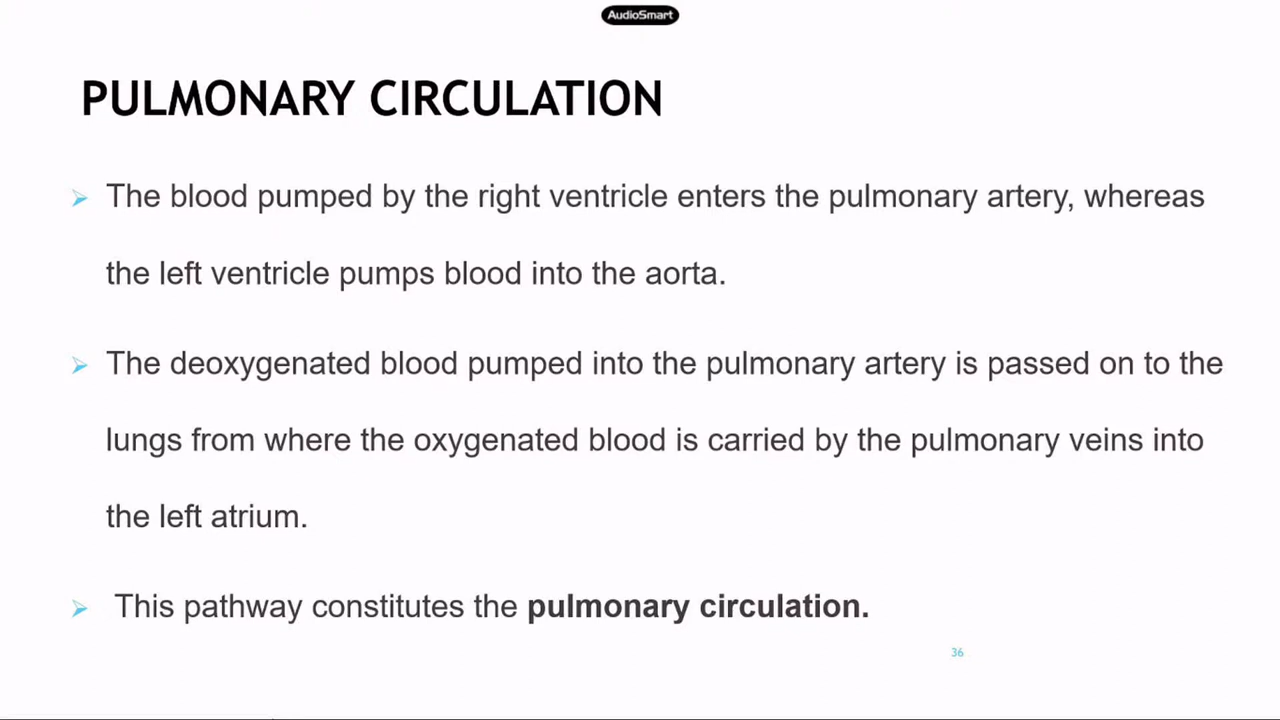 AudioSmart
PULMONARY CIRCULATION
The blood pumped by the right ventricle enters the pulmonary artery, whereas
the left ventricle pumps blood into the aorta.
The deoxygenated blood pumped into the pulmonary artery is passed on to the
lungs from where the oxygenated blood is carried by the pulmonary veins into
the left atrium.
This pathway constitutes the pulmonary circulation.
36